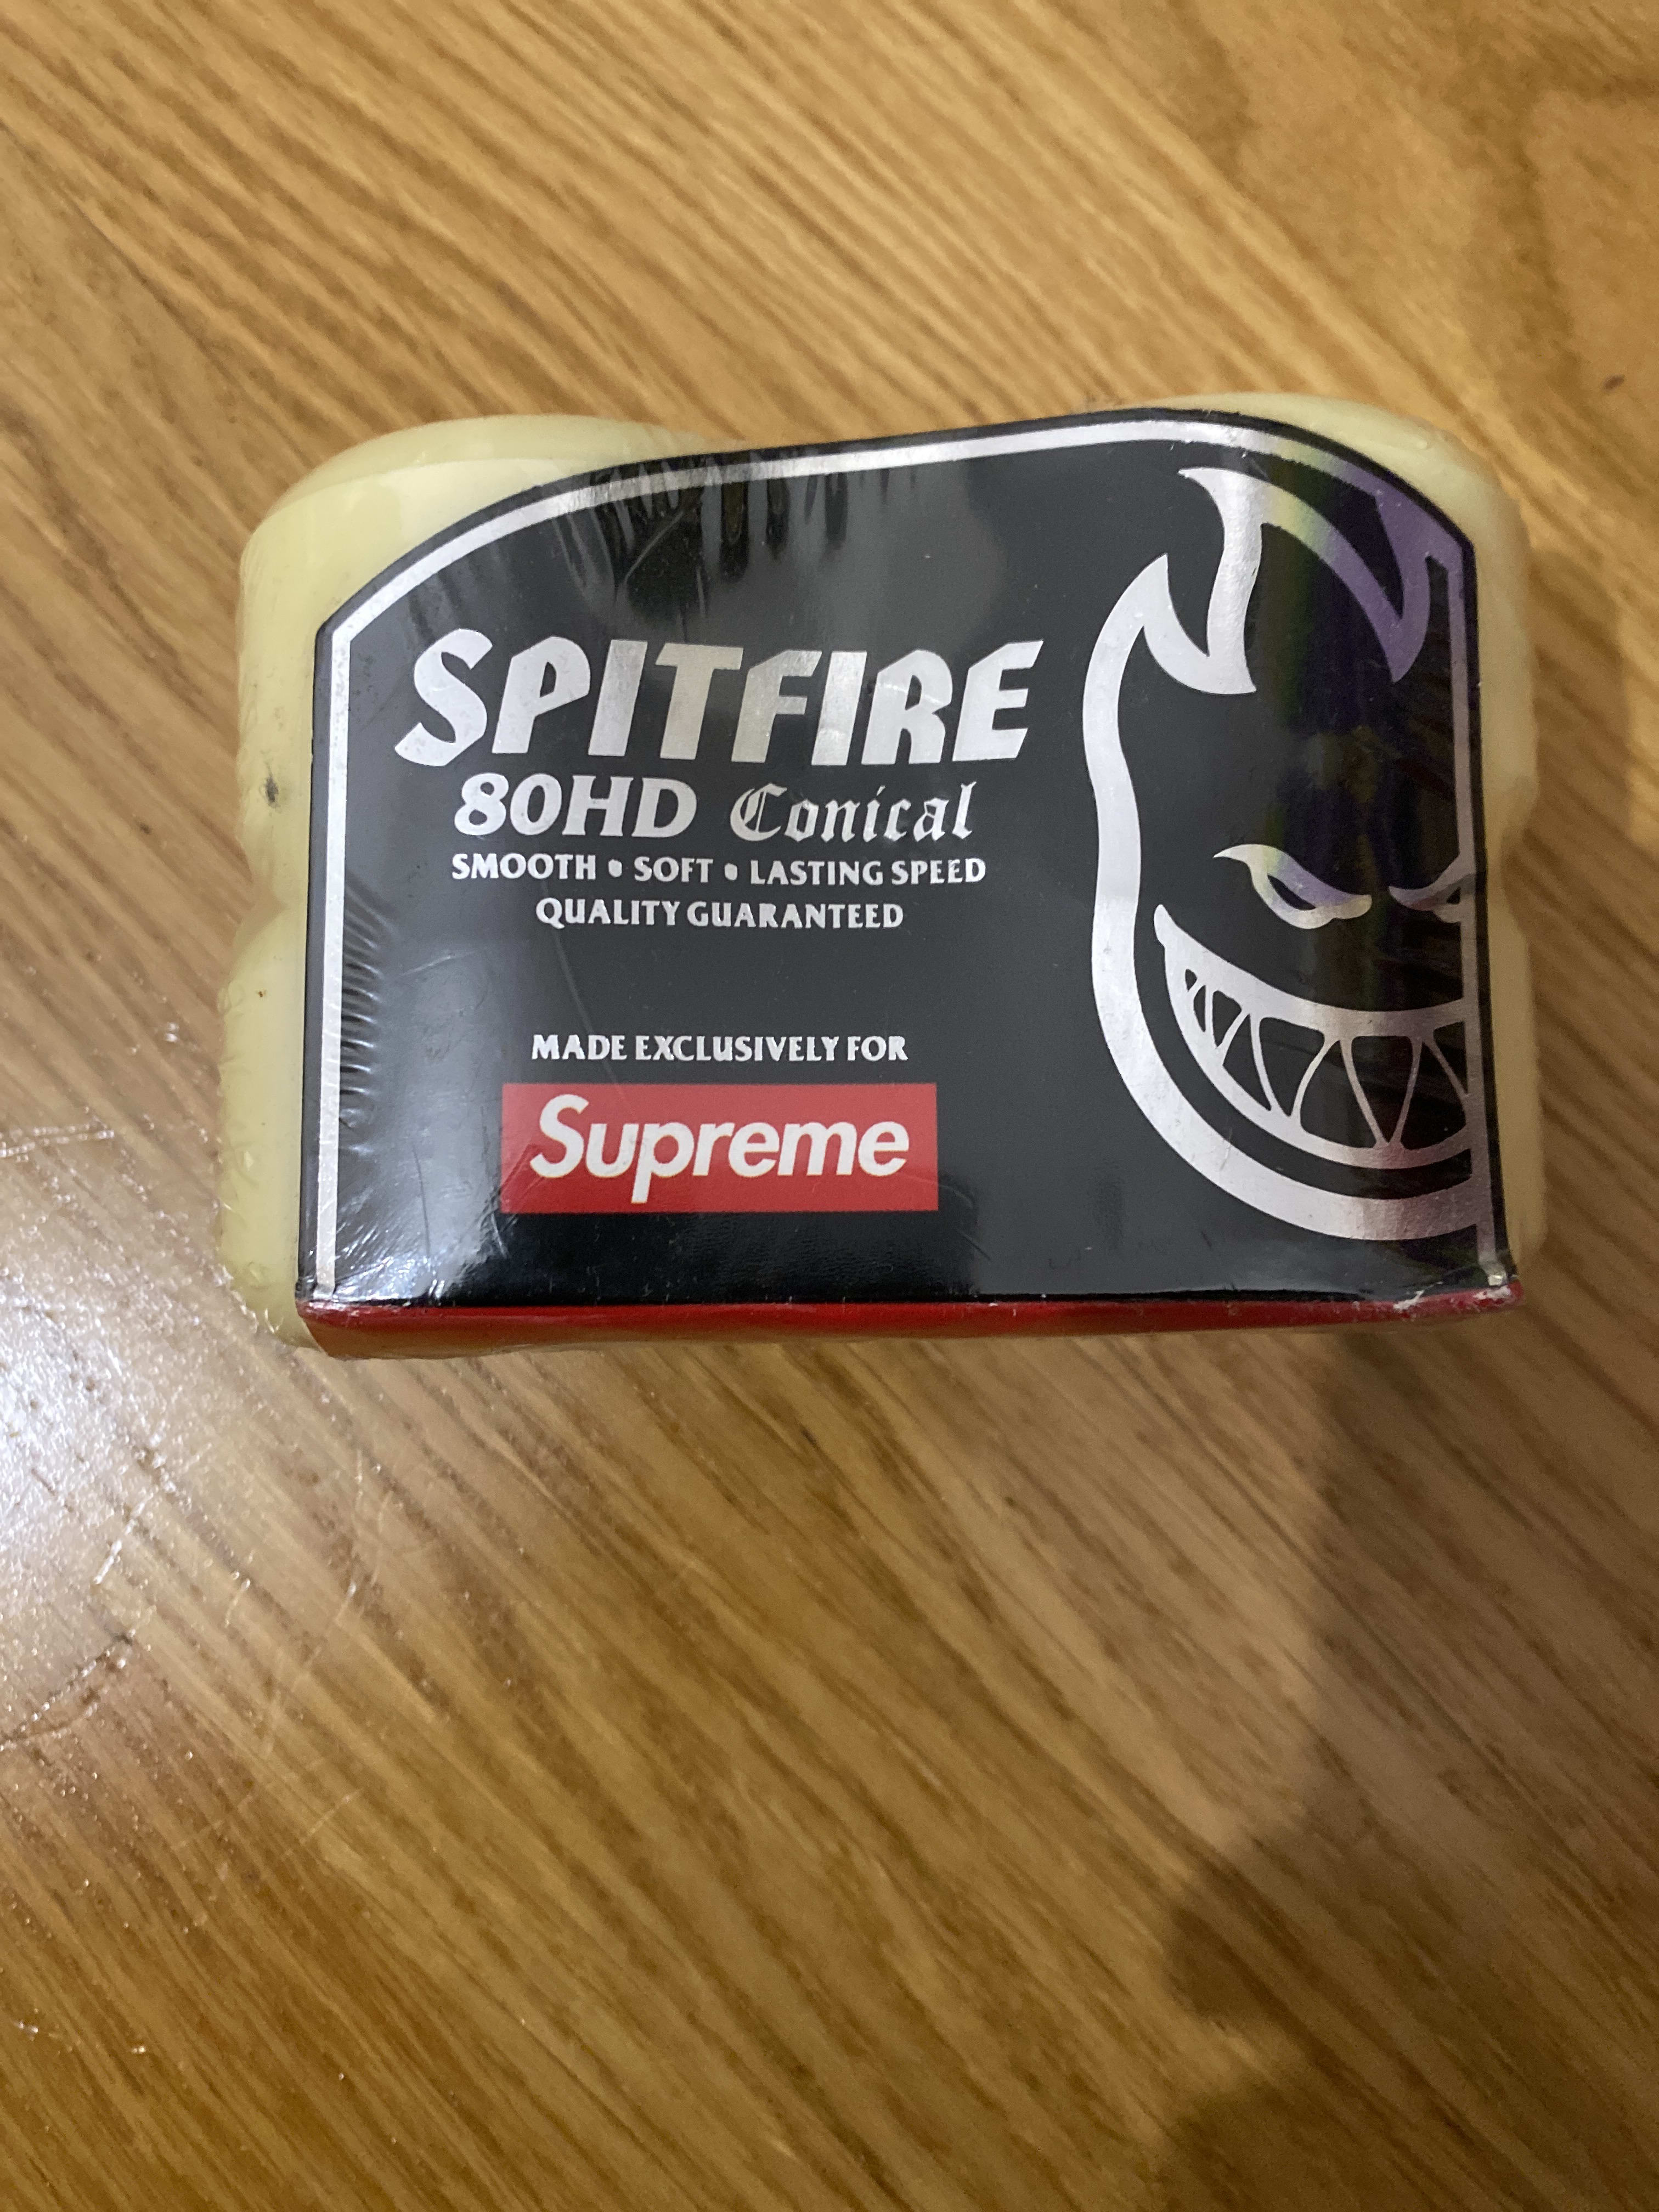 SPITFIRE
80HD Conical
SMOOTH • SOFT • LASTING SPEED
QUALITY GUARANTEED
MADE EXCLUSIVELY FOR
Supreme